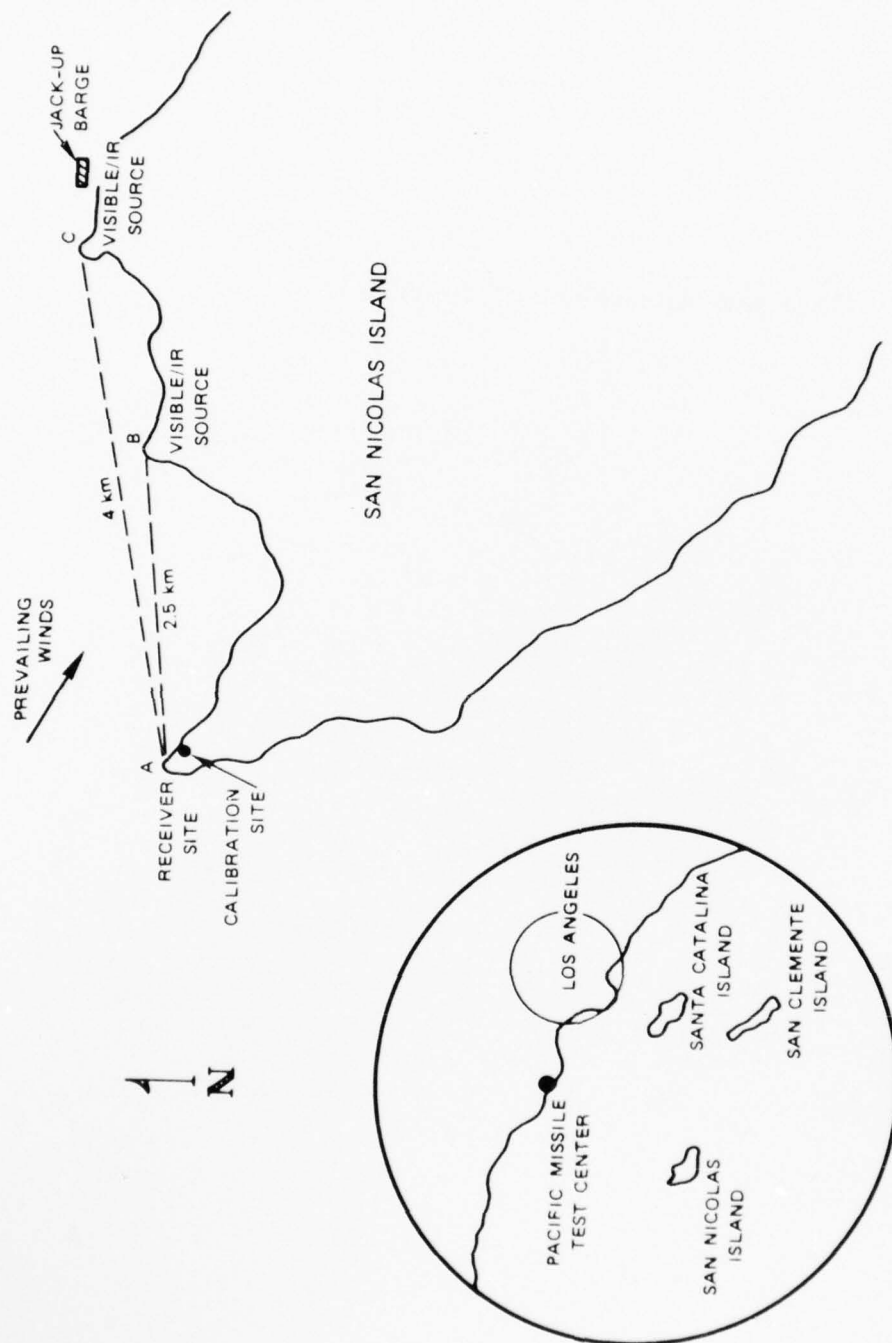 PREVAILING
WINDS
JACK-UP
BARGE
C
VISIBLE/IR
SOURCE
4 km
B
VISIBLE/IR
SOURCE
2.5 km
A
RECEIVER
SITE
CALIBRATION
SITE
SAN NICOLAS ISLAND
N
LOS ANGELES
PACIFIC MISSILE
TEST CENTER
SANTA CATALINA
ISLAND
SAN NICOLAS
ISLAND
SAN CLEMENTE
ISLAND